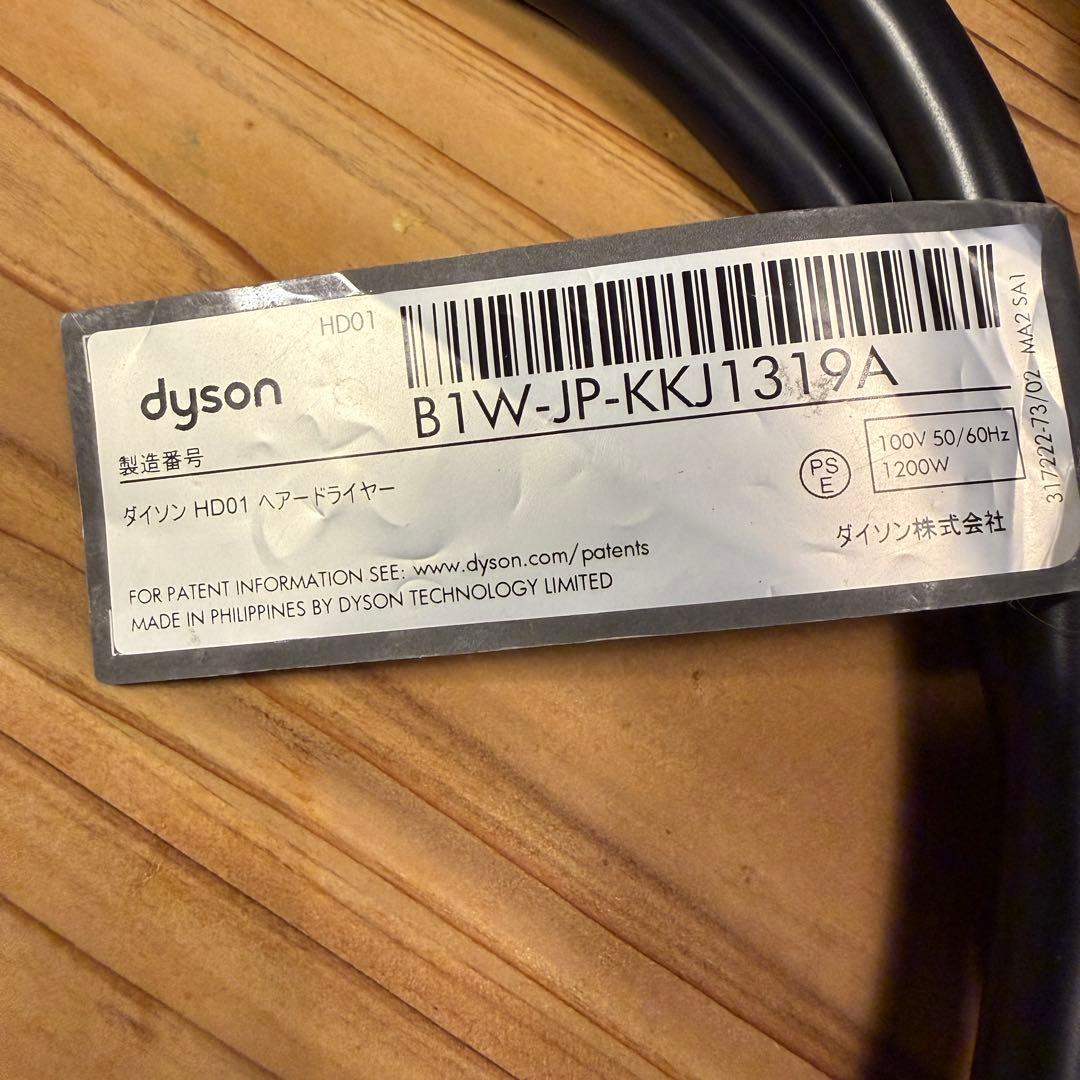 HD01
dyson
B1W-JP-KKJ1319A
製造番号
ダイソン HD01 ヘアードライヤー
PS
E
100V 50/60Hz
1200W
ダイソン株式会社
FOR PATENT INFORMATION SEE: www.dyson.com/patents
MADE IN PHILIPPINES BY DYSON TECHNOLOGY LIMITED
317222-73/02 MA2 SA1